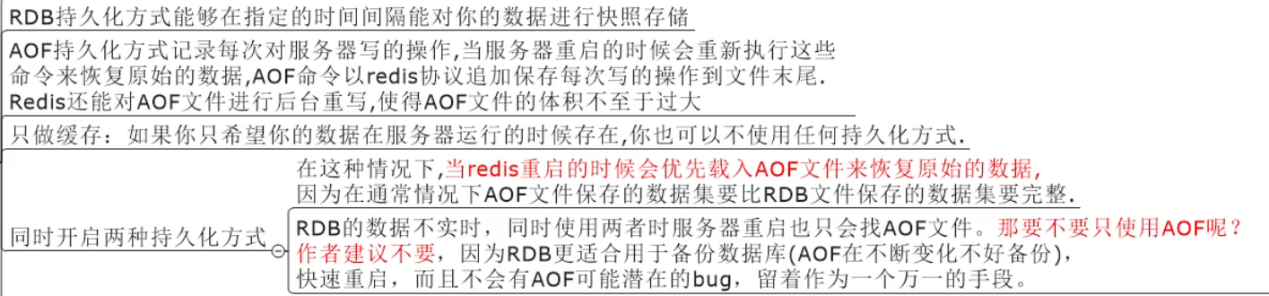 RDB持久化方式能够在指定的时间间隔能对你的数据进行快照存储
AOF持久化方式记录每次对服务器写的操作,当服务器重启的时候会重新执行这些
命令来恢复原始的数据,AOF命令以redis协议追加保存每次写的操作到文件末尾.
Redis还能对AOF文件进行后台重写,使得AOF文件的体积不至于过大
只做缓存：如果你只希望你的数据在服务器运行的时候存在,你也可以不使用任何持久化方式.
同时开启两种持久化方式
在这种情况下,当redis重启的时候会优先载入AOF文件来恢复原始的数据,
因为在通常情况下AOF文件保存的数据集要比RDB文件保存的数据集要完整.
RDB的数据不实时，同时使用两者时服务器重启也只会找AOF文件。那要不要只使用AOF呢？
作者建议不要，因为RDB更适合用于备份数据库(AOF在不断变化不好备份)，
快速重启，而且不会有AOF可能潜在的bug，留着作为一个万一的手段。